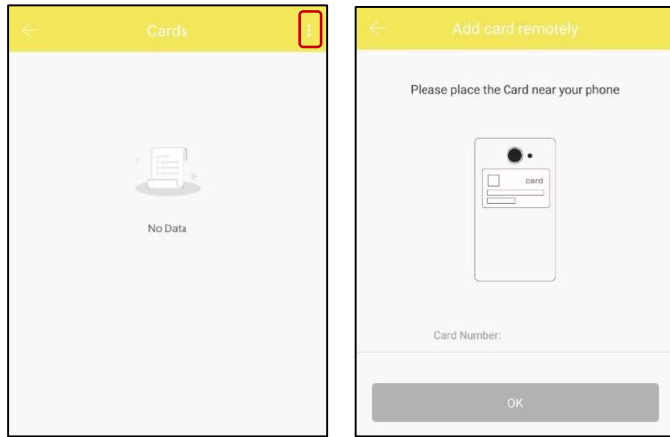 Cards
No Data
Add card remotely
Please place the Card near your phone
card
Card Number:
OK